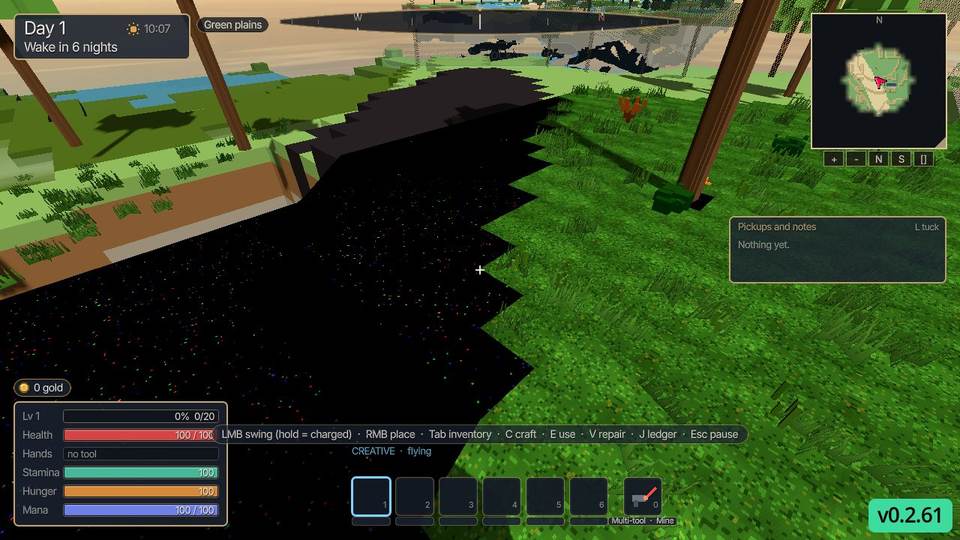 Day 1
10:07
Wake in 6 nights
Green plains
W
N
N
+ - N S []
Pickups and notes
L tuck
Nothing yet.
0 gold
Lv 1
0% 0/20
Health
100 / 100
Hands
no tool
Stamina
100
Hunger
100
Mana
100 / 100
LMB swing (hold = charged) · RMB place · Tab inventory · C craft · E use · V repair · J ledger · Esc pause
CREATIVE · flying
1 2 3 4 5 6 0
Multi-tool · Mine
v0.2.61